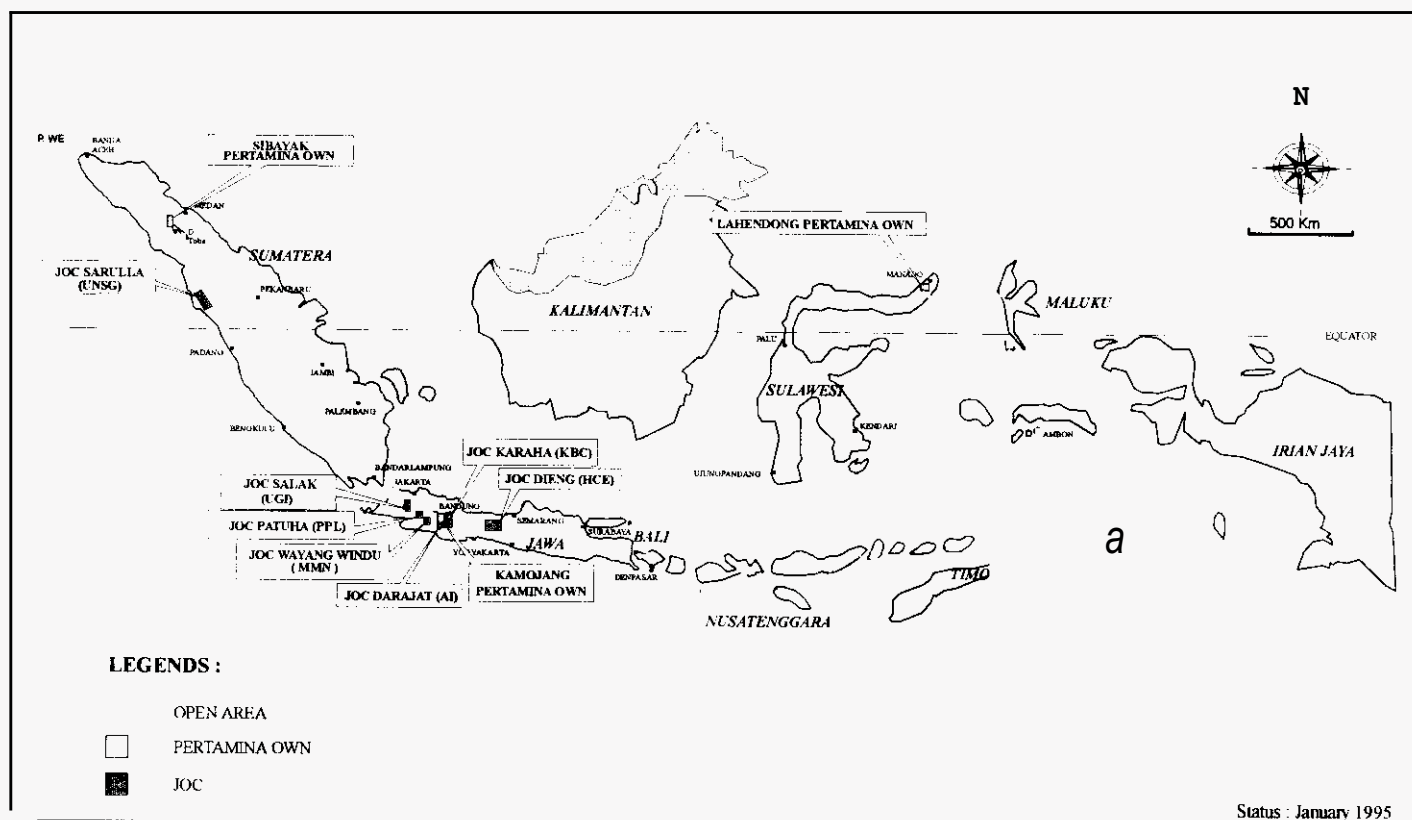 N
500 Km
P. WE
BANDA
ACEH
SIBAYAK
PERTAMINA OWN
MEDAN
D
Toba
SUMATERA
LAHENDONG PERTAMINA OWN
MANADO
JOC SARULLA
(UNSG)
PEKANBARU
KALIMANTAN
MALUKU
EQUATOR
PADANG
PALU
JAMBI
SULAWESI
PALEMBANG
BENGKULU
KENDARI
AMBON
IRIAN JAYA
JOC KARAHA (KBC)
BANDARLAMPUNG
UJUNGPANDANG
JOC SALAK
(UGI)
JAKARTA
JOC DIENG (HCE)
BANDUNG
JOC PATUHA (PPL)
SEMARANG
SURABAYA
BALI
a
JOC WAYANG WINDU
( MMN )
YOGYAKARTA
JAWA
KAMOJANG
PERTAMINA OWN
DENPASAR
TIMO
JOC DARAJAT (AI)
NUSATENGGARA
LEGENDS :
OPEN AREA
PERTAMINA OWN
JOC
Status : January 1995